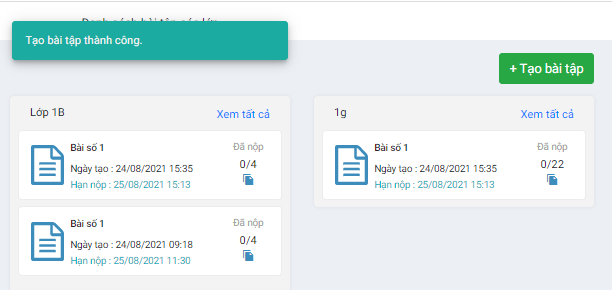 Tạo bài tập thành công.
+ Tạo bài tập
Lớp 1B
Xem tất cả
Bài số 1
Đã nộp
Ngày tạo : 24/08/2021 15:35
0/4
Hạn nộp : 25/08/2021 15:13
Bài số 1
Đã nộp
Ngày tạo : 24/08/2021 09:18
0/4
Hạn nộp : 25/08/2021 11:30
1g
Xem tất cả
Bài số 1
Đã nộp
Ngày tạo : 24/08/2021 15:35
0/22
Hạn nộp : 25/08/2021 15:13